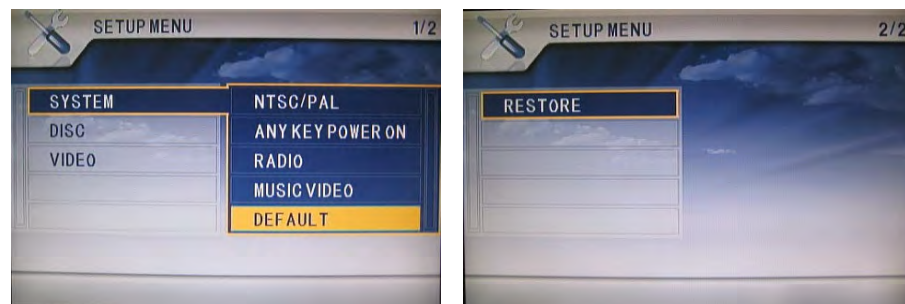 SETUP MENU 1/2
SYSTEM
DISC
VIDEO
NTSC/PAL
ANY KEY POWER ON
RADIO
MUSIC VIDEO
DEFAULT
SETUP MENU 2/2
RESTORE